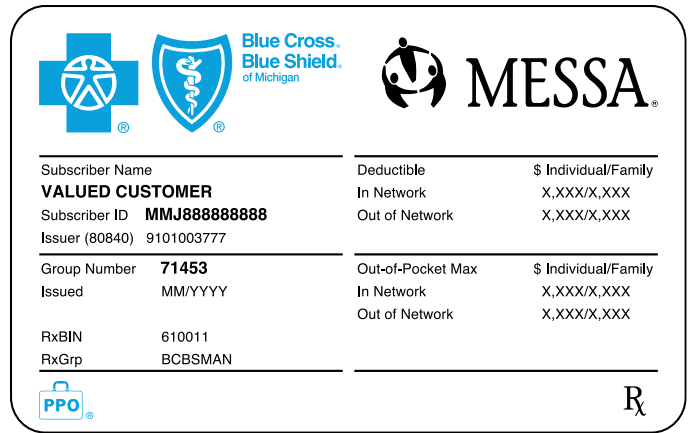 Blue Cross®
Blue Shield®
of Michigan
®
®
MESSA®
Subscriber Name
VALUED CUSTOMER
Subscriber ID MMJ888888888
Issuer (80840) 9101003777
Deductible $ Individual/Family
In Network X,XXX/X,XXX
Out of Network X,XXX/X,XXX
Group Number 71453
Issued MM/YYYY
RxBIN 610011
RxGrp BCBSMAN
Out-of-Pocket Max $ Individual/Family
In Network X,XXX/X,XXX
Out of Network X,XXX/X,XXX
PPO®
Rx